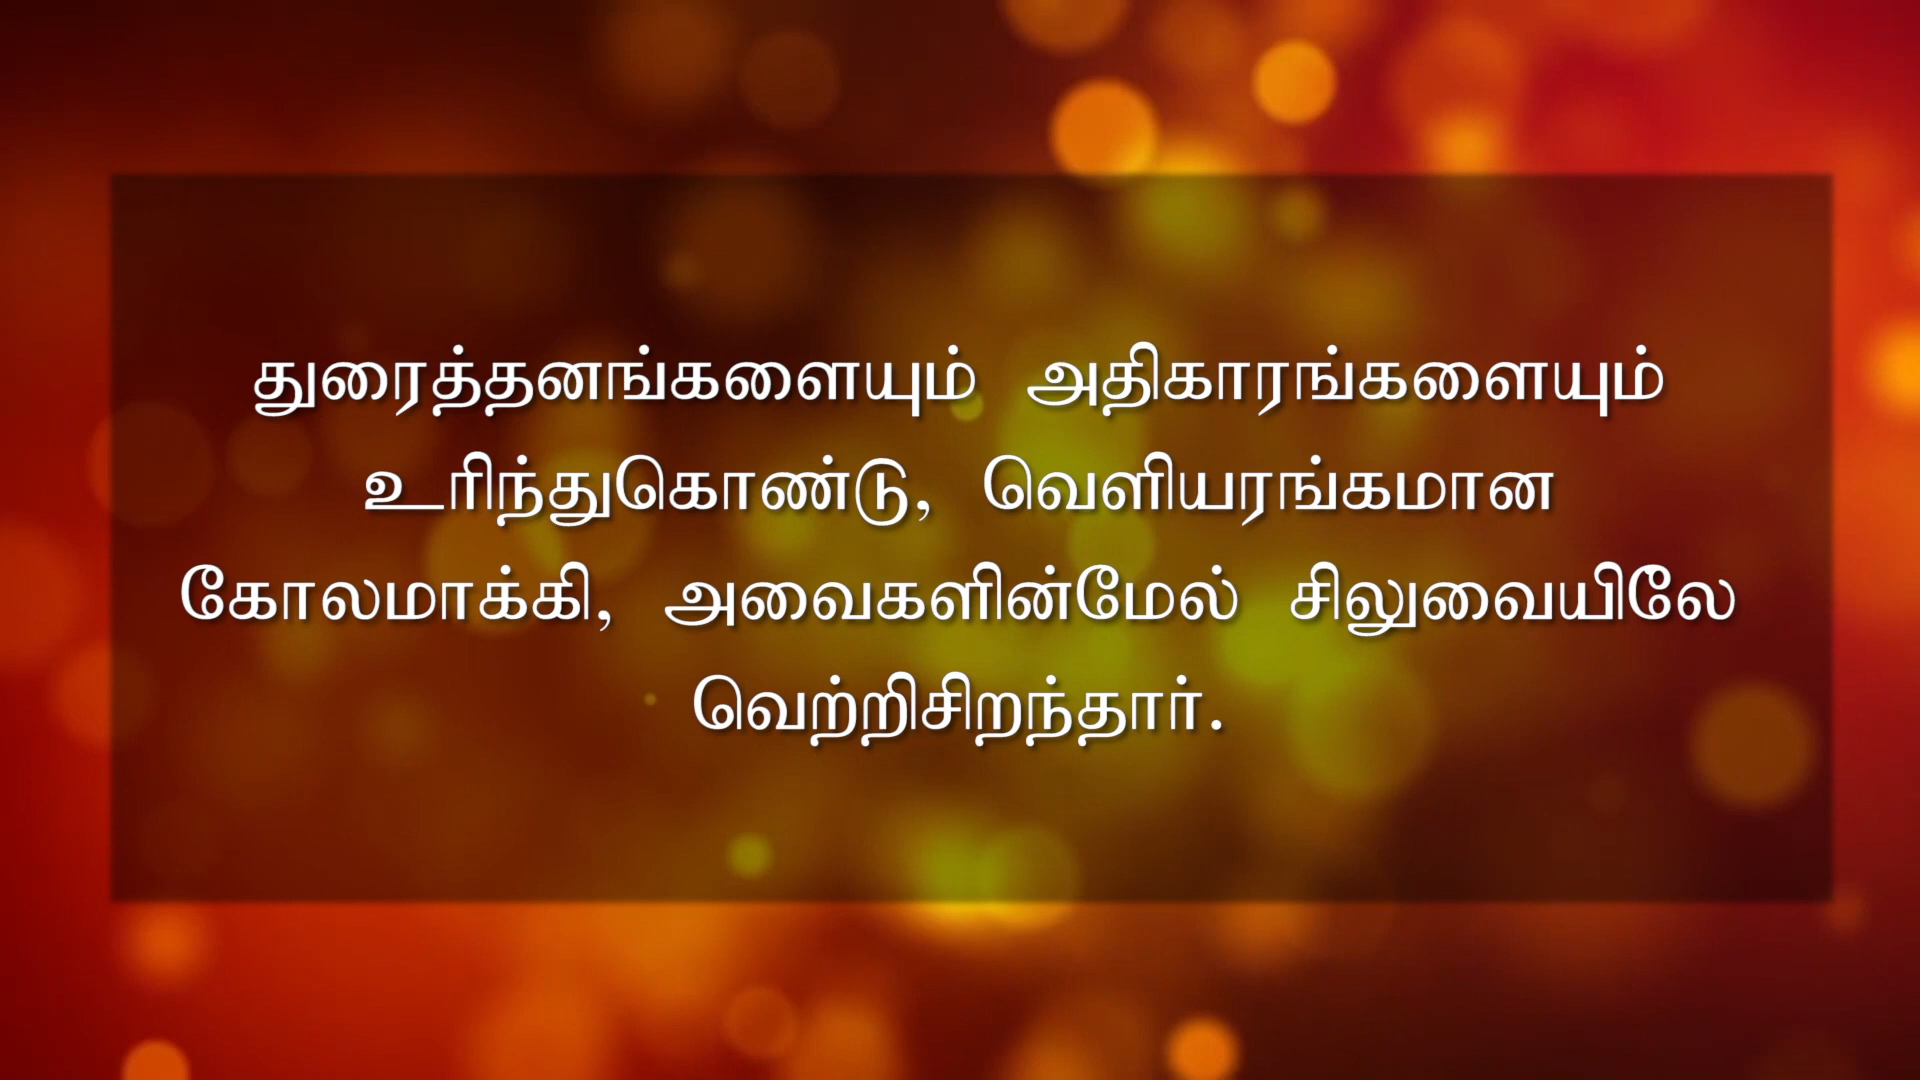 துரைத்தனங்களையும் அதிகாரங்களையும்
உரிந்துகொண்டு, வெளியரங்கமான
கோலமாக்கி, அவைகளின்மேல் சிலுவையிலே
வெற்றிசிறந்தார்.